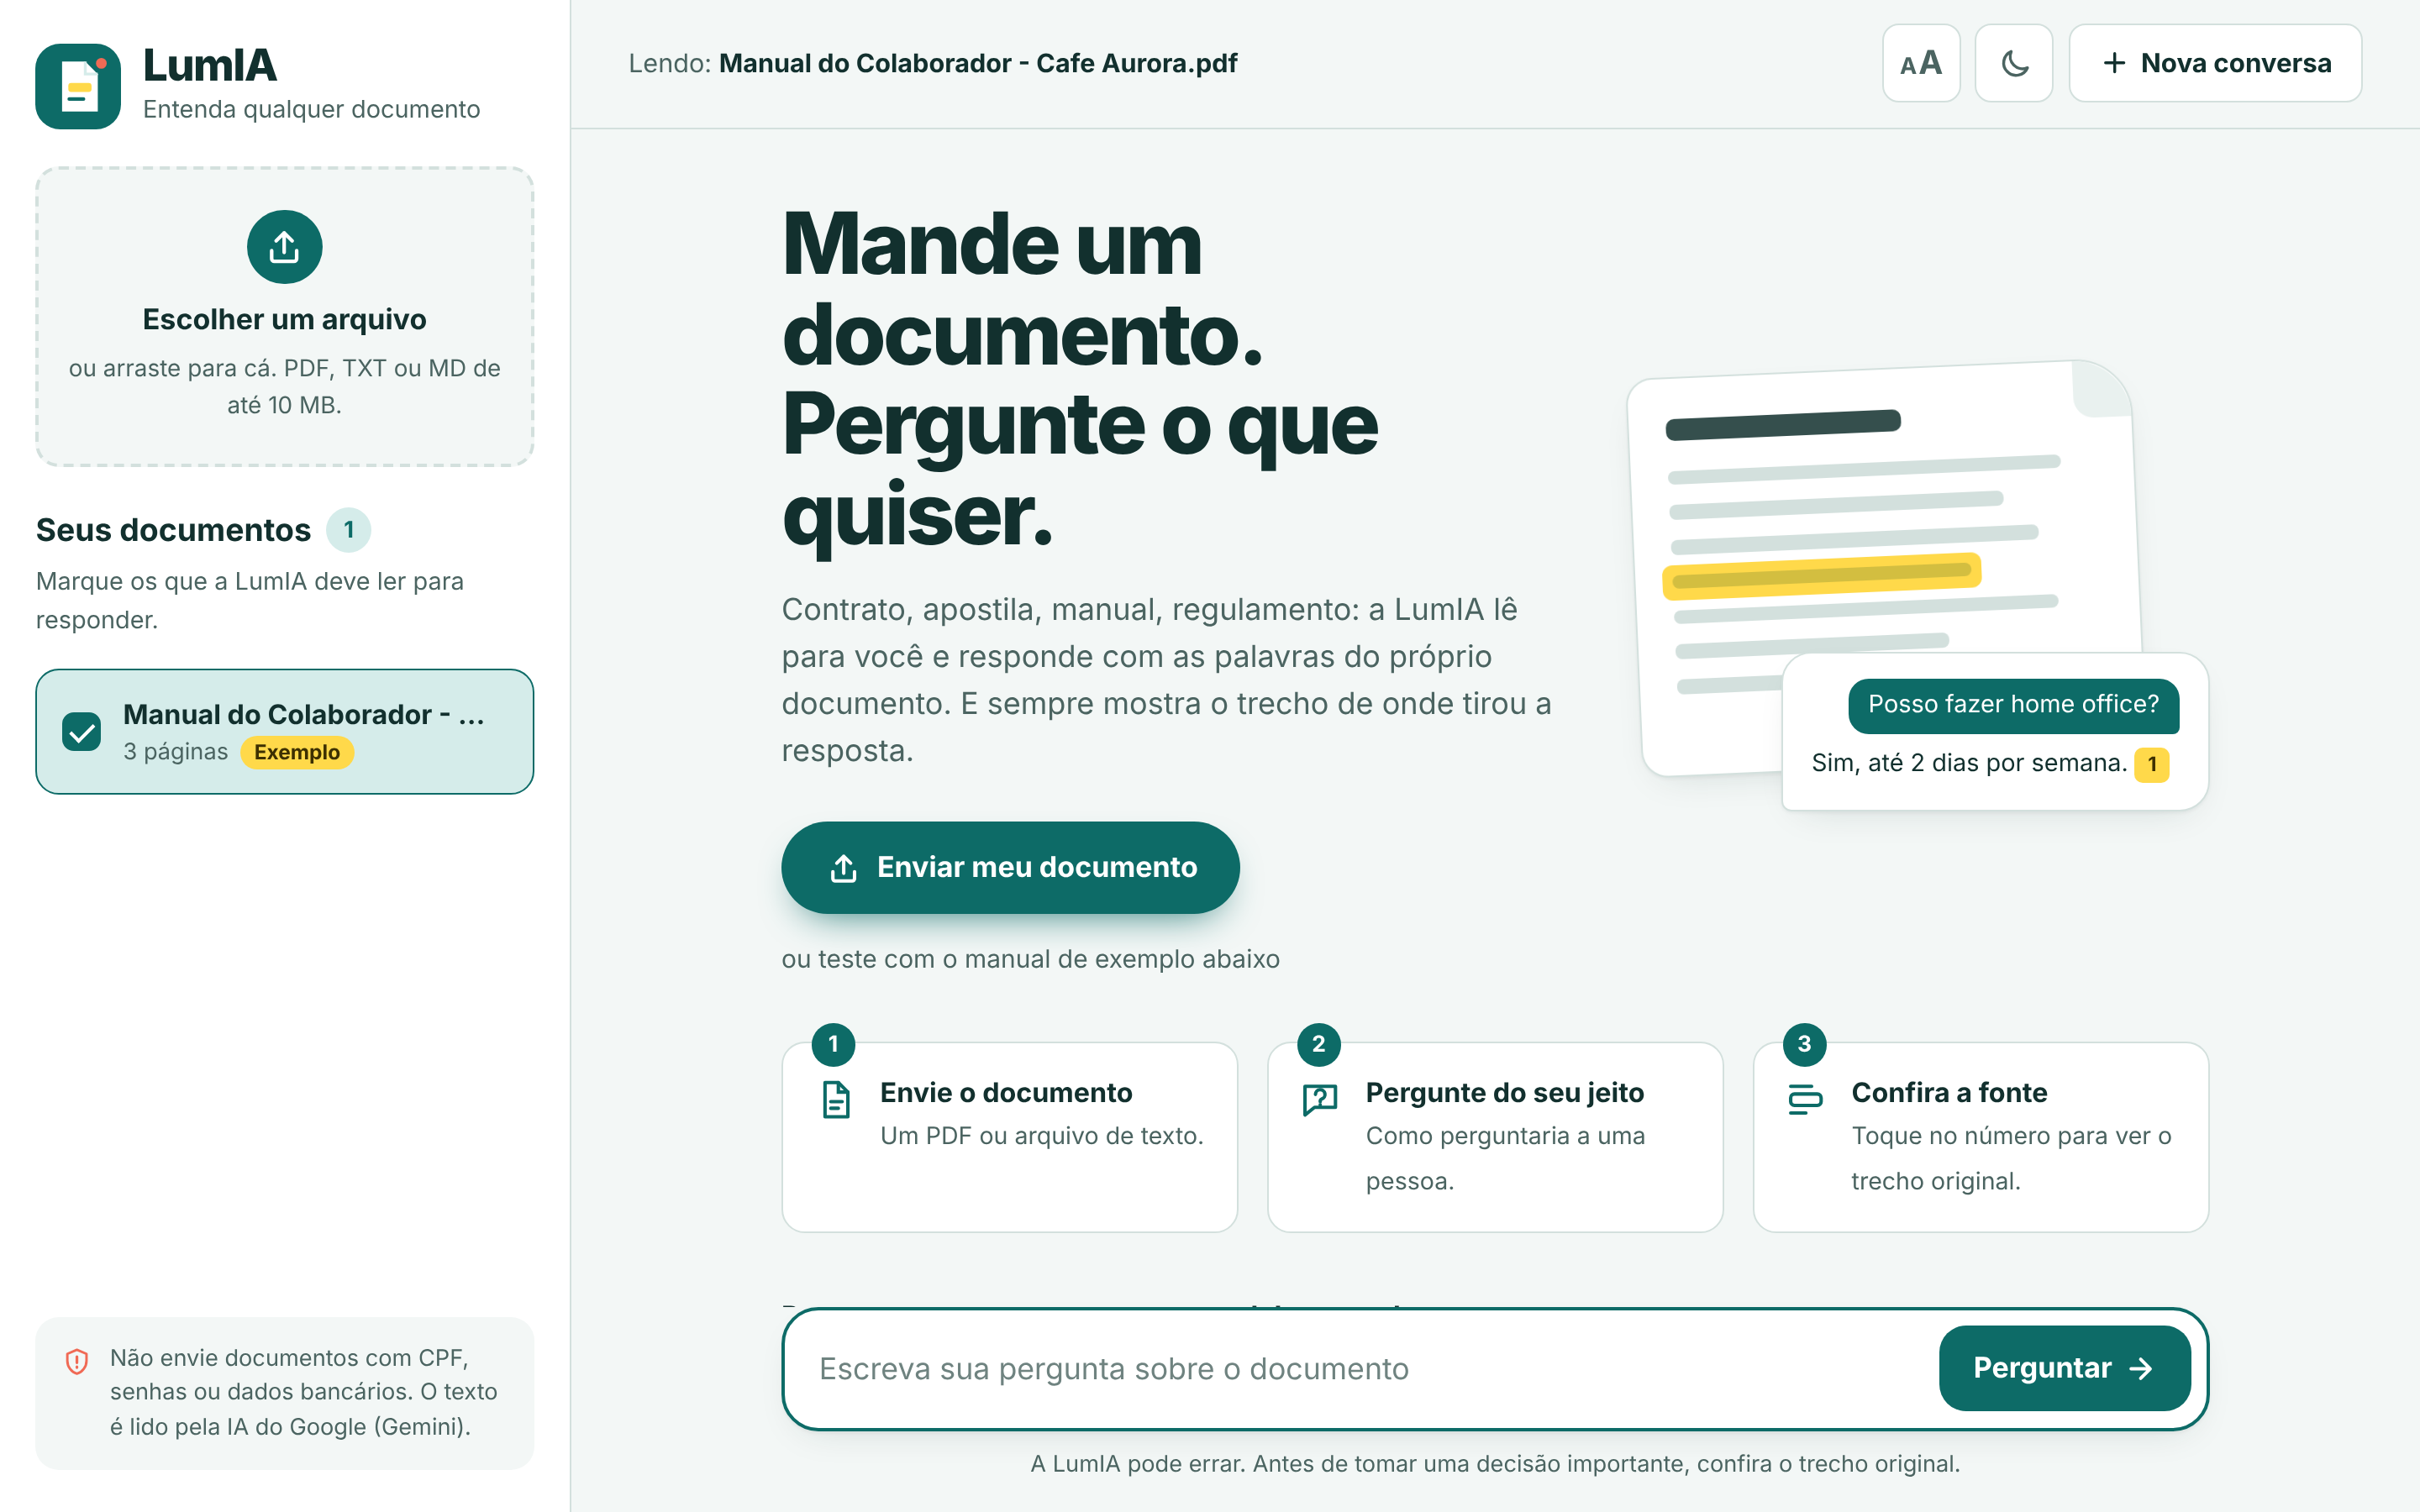 LumIA
Entenda qualquer documento
Escolher um arquivo
ou arraste para cá. PDF, TXT ou MD de
até 10 MB.
Seus documentos 1
Marque os que a LumIA deve ler para
responder.
Manual do Colaborador - ...
3 páginas Exemplo
Não envie documentos com CPF,
senhas ou dados bancários. O texto
é lido pela IA do Google (Gemini).
Lendo: Manual do Colaborador - Cafe Aurora.pdf
AA
+ Nova conversa
Mande um
documento.
Pergunte o que
quiser.
Contrato, apostila, manual, regulamento: a LumIA lê
para você e responde com as palavras do próprio
documento. E sempre mostra o trecho de onde tirou a
resposta.
Posso fazer home office?
Sim, até 2 dias por semana. 1
Enviar meu documento
ou teste com o manual de exemplo abaixo
1
Envie o documento
Um PDF ou arquivo de texto.
2
Pergunte do seu jeito
Como perguntaria a uma
pessoa.
3
Confira a fonte
Toque no número para ver o
trecho original.
Escreva sua pergunta sobre o documento
Perguntar →
A LumIA pode errar. Antes de tomar uma decisão importante, confira o trecho original.